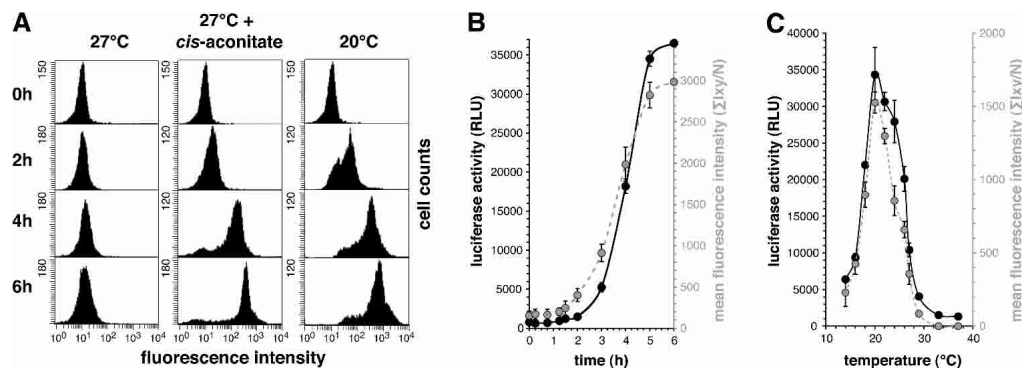 A
27°C
27°C +
cis-aconitate
20°C
0h
2h
4h
6h
150
150
150
180
120
120
180
120
120
180
180
120
cell counts
10⁰ 10¹ 10² 10³ 10⁴
10⁰ 10¹ 10² 10³ 10⁴
10⁰ 10¹ 10² 10³ 10⁴
fluorescence intensity
B
luciferase activity (RLU)
35000
30000
25000
20000
15000
10000
5000
0
3000
2500
2000
1500
1000
500
0
mean fluorescence intensity (∑Ixy/N)
0 1 2 3 4 5 6
time (h)
C
luciferase activity (RLU)
40000
35000
30000
25000
20000
15000
10000
5000
0
2000
1500
1000
500
0
mean fluorescence intensity (∑Ixy/N)
10 20 30 40
temperature (°C)